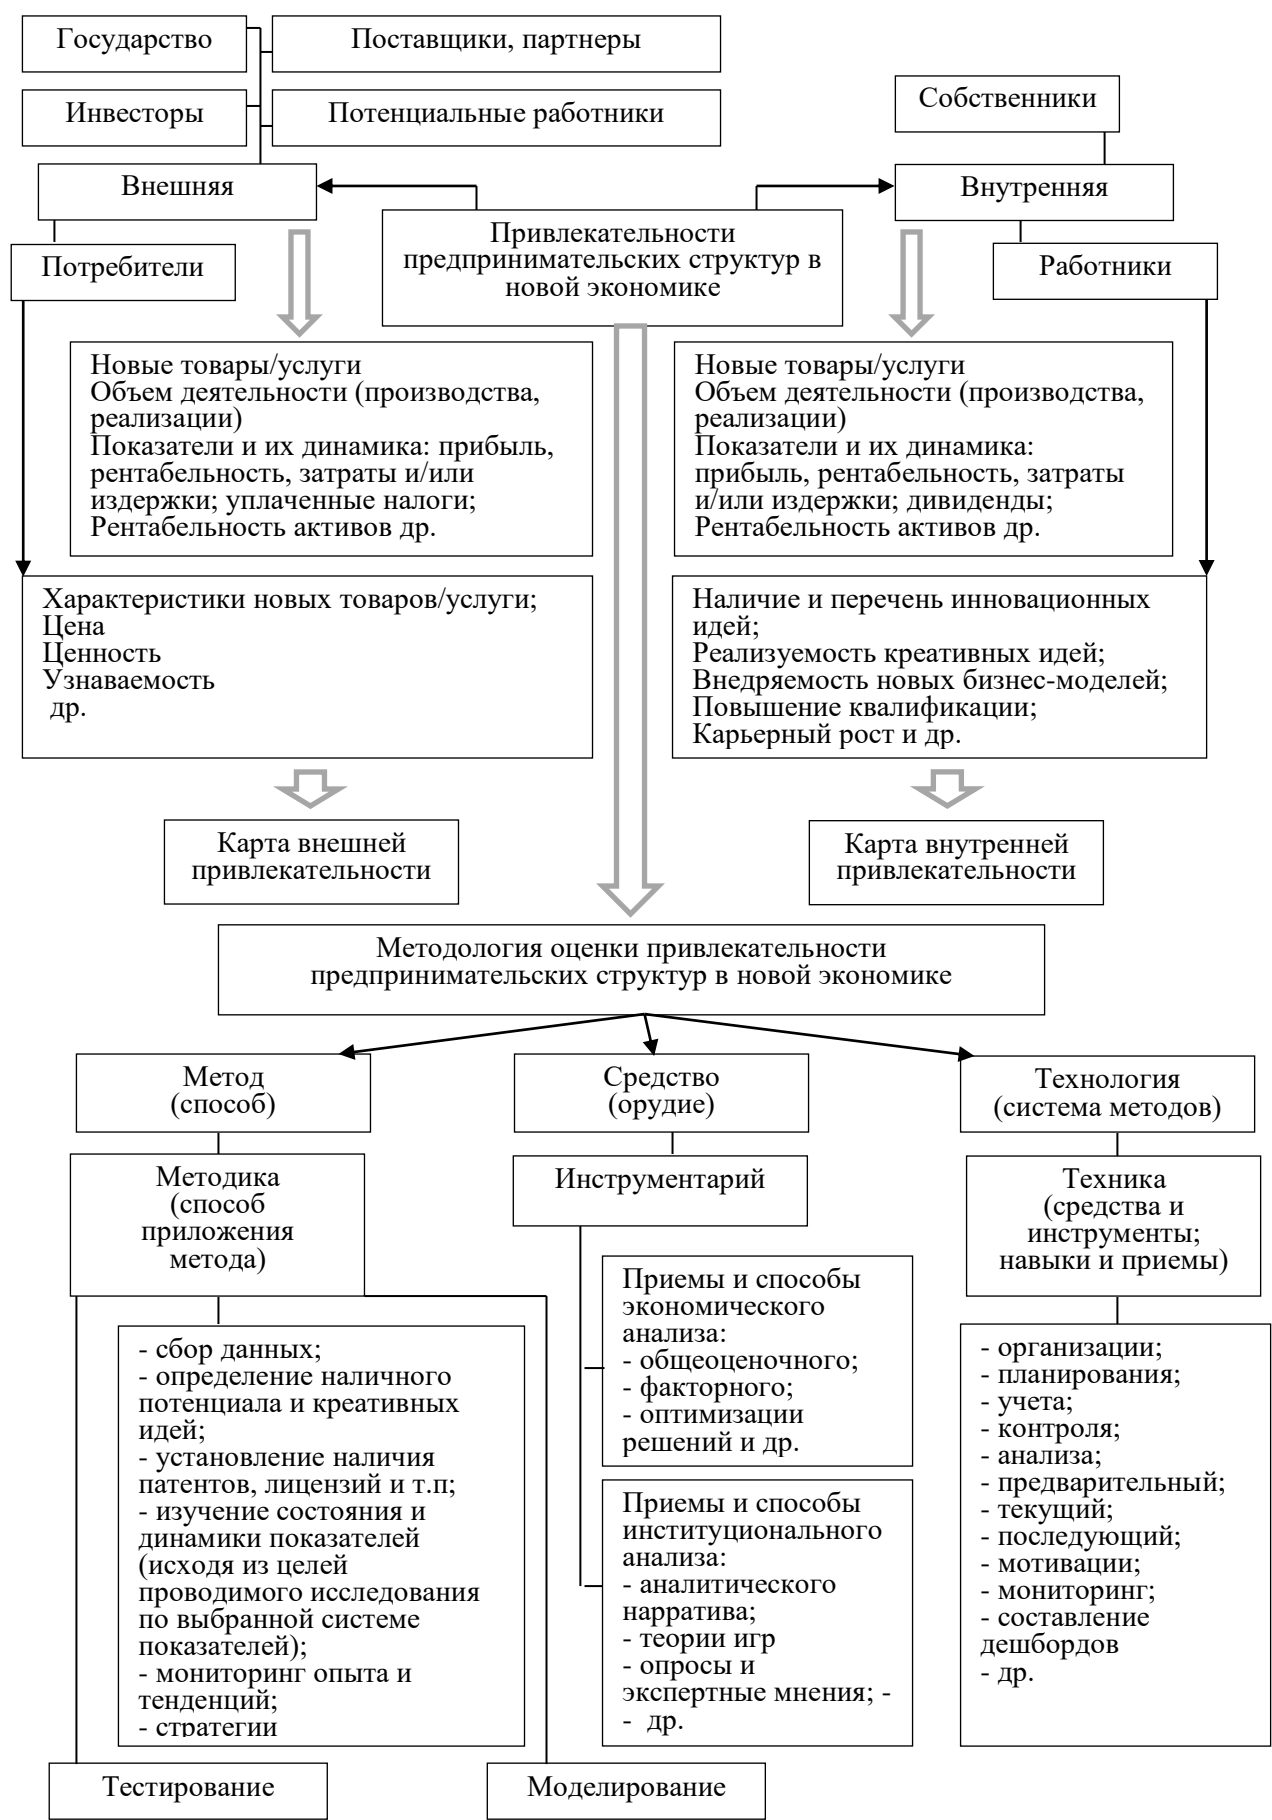 Государство
Поставщики, партнеры
Инвесторы
Потенциальные работники
Собственники
Внешняя
Внутренняя
Привлекательности
предпринимательских структур в
новой экономике
Потребители
Работники
Новые товары/услуги
Объем деятельности (производства,
реализации)
Показатели и их динамика: прибыль,
рентабельность, затраты и/или
издержки; уплаченные налоги;
Рентабельность активов др.
Новые товары/услуги
Объем деятельности (производства,
реализации)
Показатели и их динамика:
прибыль, рентабельность, затраты
и/или издержки; дивиденды;
Рентабельность активов др.
Характеристики новых товаров/услуги;
Цена
Ценность
Узнаваемость
др.
Наличие и перечень инновационных
идей;
Реализуемость креативных идей;
Внедряемость новых бизнес-моделей;
Повышение квалификации;
Карьерный рост и др.
Карта внешней
привлекательности
Карта внутренней
привлекательности
Методология оценки привлекательности
предпринимательских структур в новой экономике
Метод
(способ)
Средство
(орудие)
Технология
(система методов)
Методика
(способ
приложения
метода)
Инструментарий
Техника
(средства и
инструменты;
навыки и приемы)
- сбор данных;
- определение наличного
потенциала и креативных
идей;
- установление наличия
патентов, лицензий и т.п;
- изучение состояния и
динамики показателей
(исходя из целей
проводимого исследования
по выбранной системе
показателей);
- мониторинг опыта и
тенденций;
- стратегии
Приемы и способы
экономического
анализа:
- общеоценочного;
- факторного;
- оптимизации
решений и др.
Приемы и способы
институционального
анализа:
- аналитического
нарратива;
- теории игр
- опросы и
экспертные мнения; -
- др.
- организации;
- планирования;
- учета;
- контроля;
- анализа;
- предварительный;
- текущий;
- последующий;
- мотивации;
- мониторинг;
- составление
дешбордов
- др.
Тестирование
Моделирование